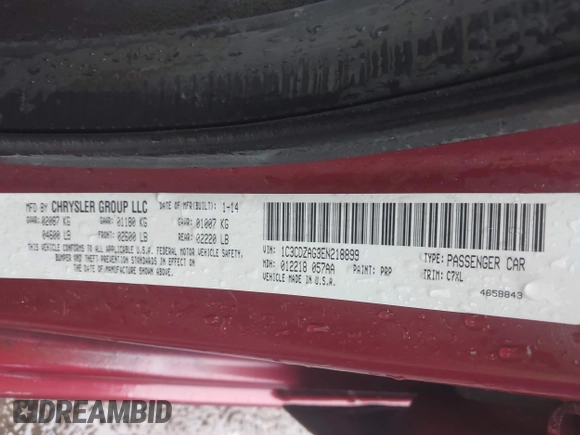 MFD BY CHRYSLER GROUP LLC DATE OF MFR(BUILT): 1-14
GVWR: 02087 KG GAWR: 01180 KG GAWR: 01007 KG
04600 LB FRONT: 02600 LB REAR: 02220 LB
THIS VEHICLE CONFORMS TO ALL APPLICABLE U.S.A. FEDERAL MOTOR VEHICLE SAFETY,
BUMPER AND THEFT PREVENTION STANDARDS IN EFFECT
ON THE DATE OF MANUFACTURE SHOWN ABOVE.
VIN: 1C3CDZAG3EN218899 TYPE: PASSENGER CAR
MDH: 012218 057AA PAINT: PRP TRIM: C7XL
VEHICLE MADE IN U.S.A. 4658843
DREAMBID